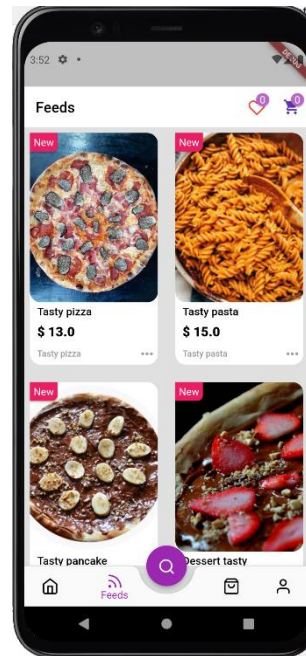 3:52
DEBUG
Feeds
0
0
New
New
Tasty pizza
Tasty pasta
$ 13.0
$ 15.0
Tasty pizza
Tasty pasta
New
New
Tasty pancake
Dessert tasty
Feeds